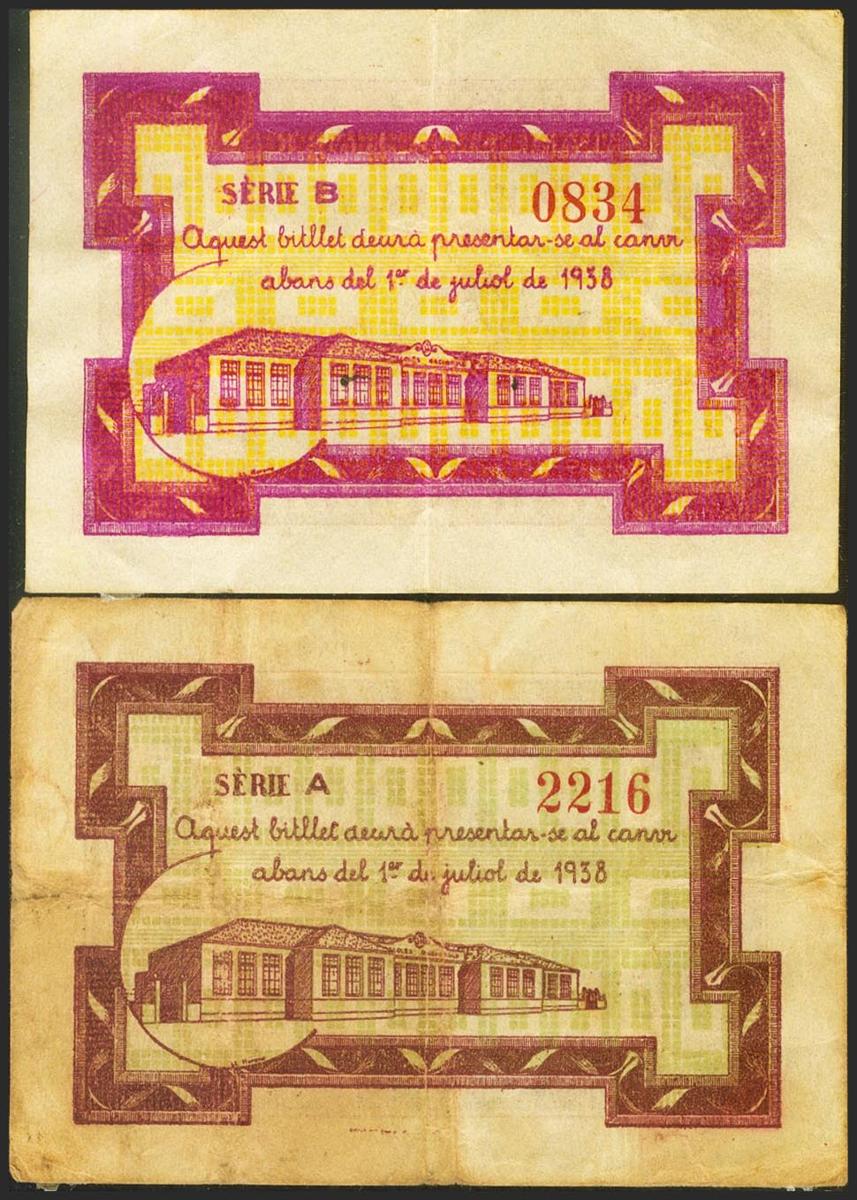 SÈRIE B 0834
Aquest bitllet deurà presentar-se al canvi
abans del 1er de juliol de 1938
SÈRIE A 2216
Aquest bitllet deurà presentar-se al canvi
abans del 1er de juliol de 1938